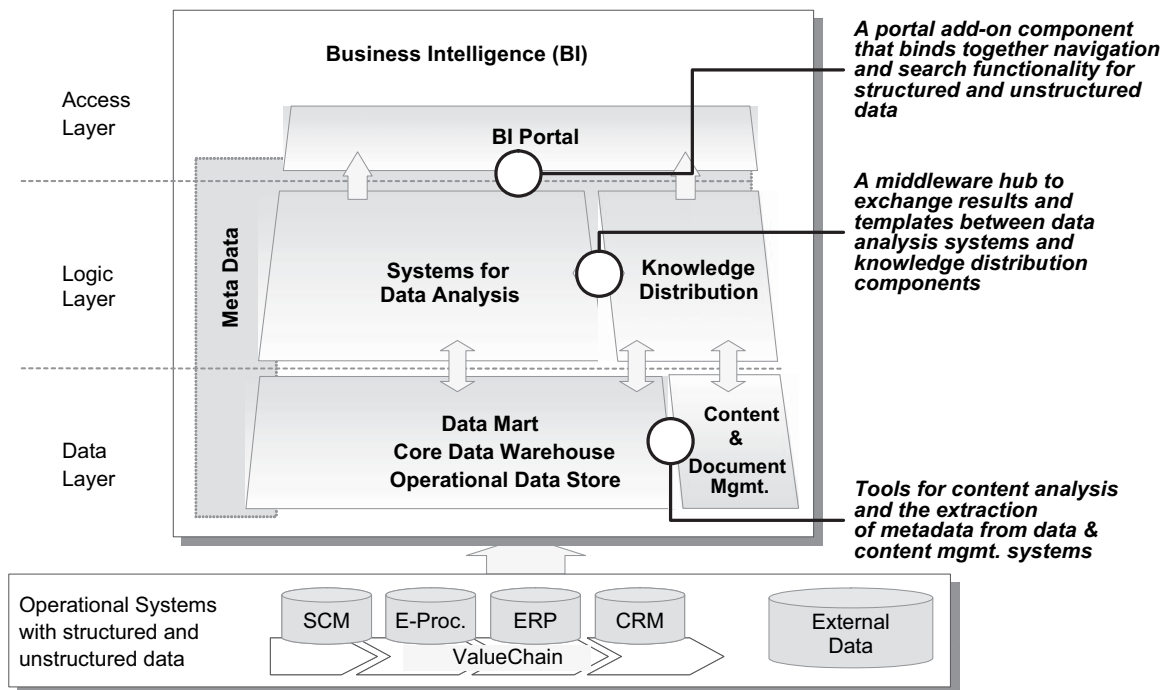 Business Intelligence (BI)
A portal add-on component
that binds together navigation
and search functionality for
structured and unstructured
data
Access
Layer
BI Portal
A middleware hub to
exchange results and
templates between data
analysis systems and
knowledge distribution
components
Logic
Layer
Meta Data
Systems for
Data Analysis
Knowledge
Distribution
Data
Layer
Data Mart
Core Data Warehouse
Operational Data Store
Content
&
Document
Mgmt.
Tools for content analysis
and the extraction
of metadata from data &
content mgmt. systems
Operational Systems
with structured and
unstructured data
SCM
E-Proc.
ERP
CRM
ValueChain
External
Data